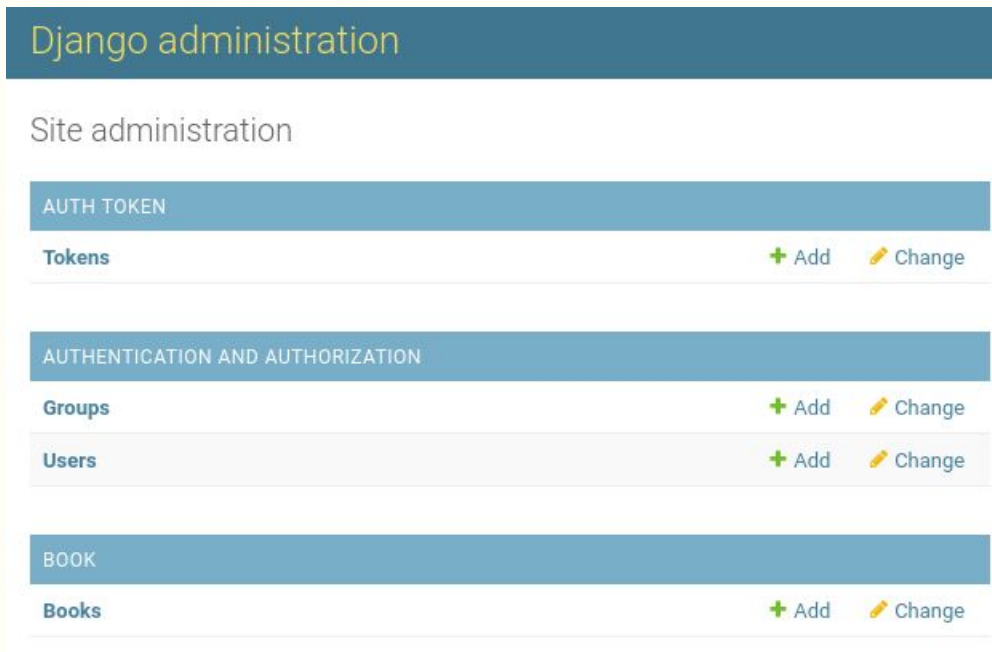 Django administration
Site administration
AUTH TOKEN
Tokens Add Change
AUTHENTICATION AND AUTHORIZATION
Groups Add Change
Users Add Change
BOOK
Books Add Change